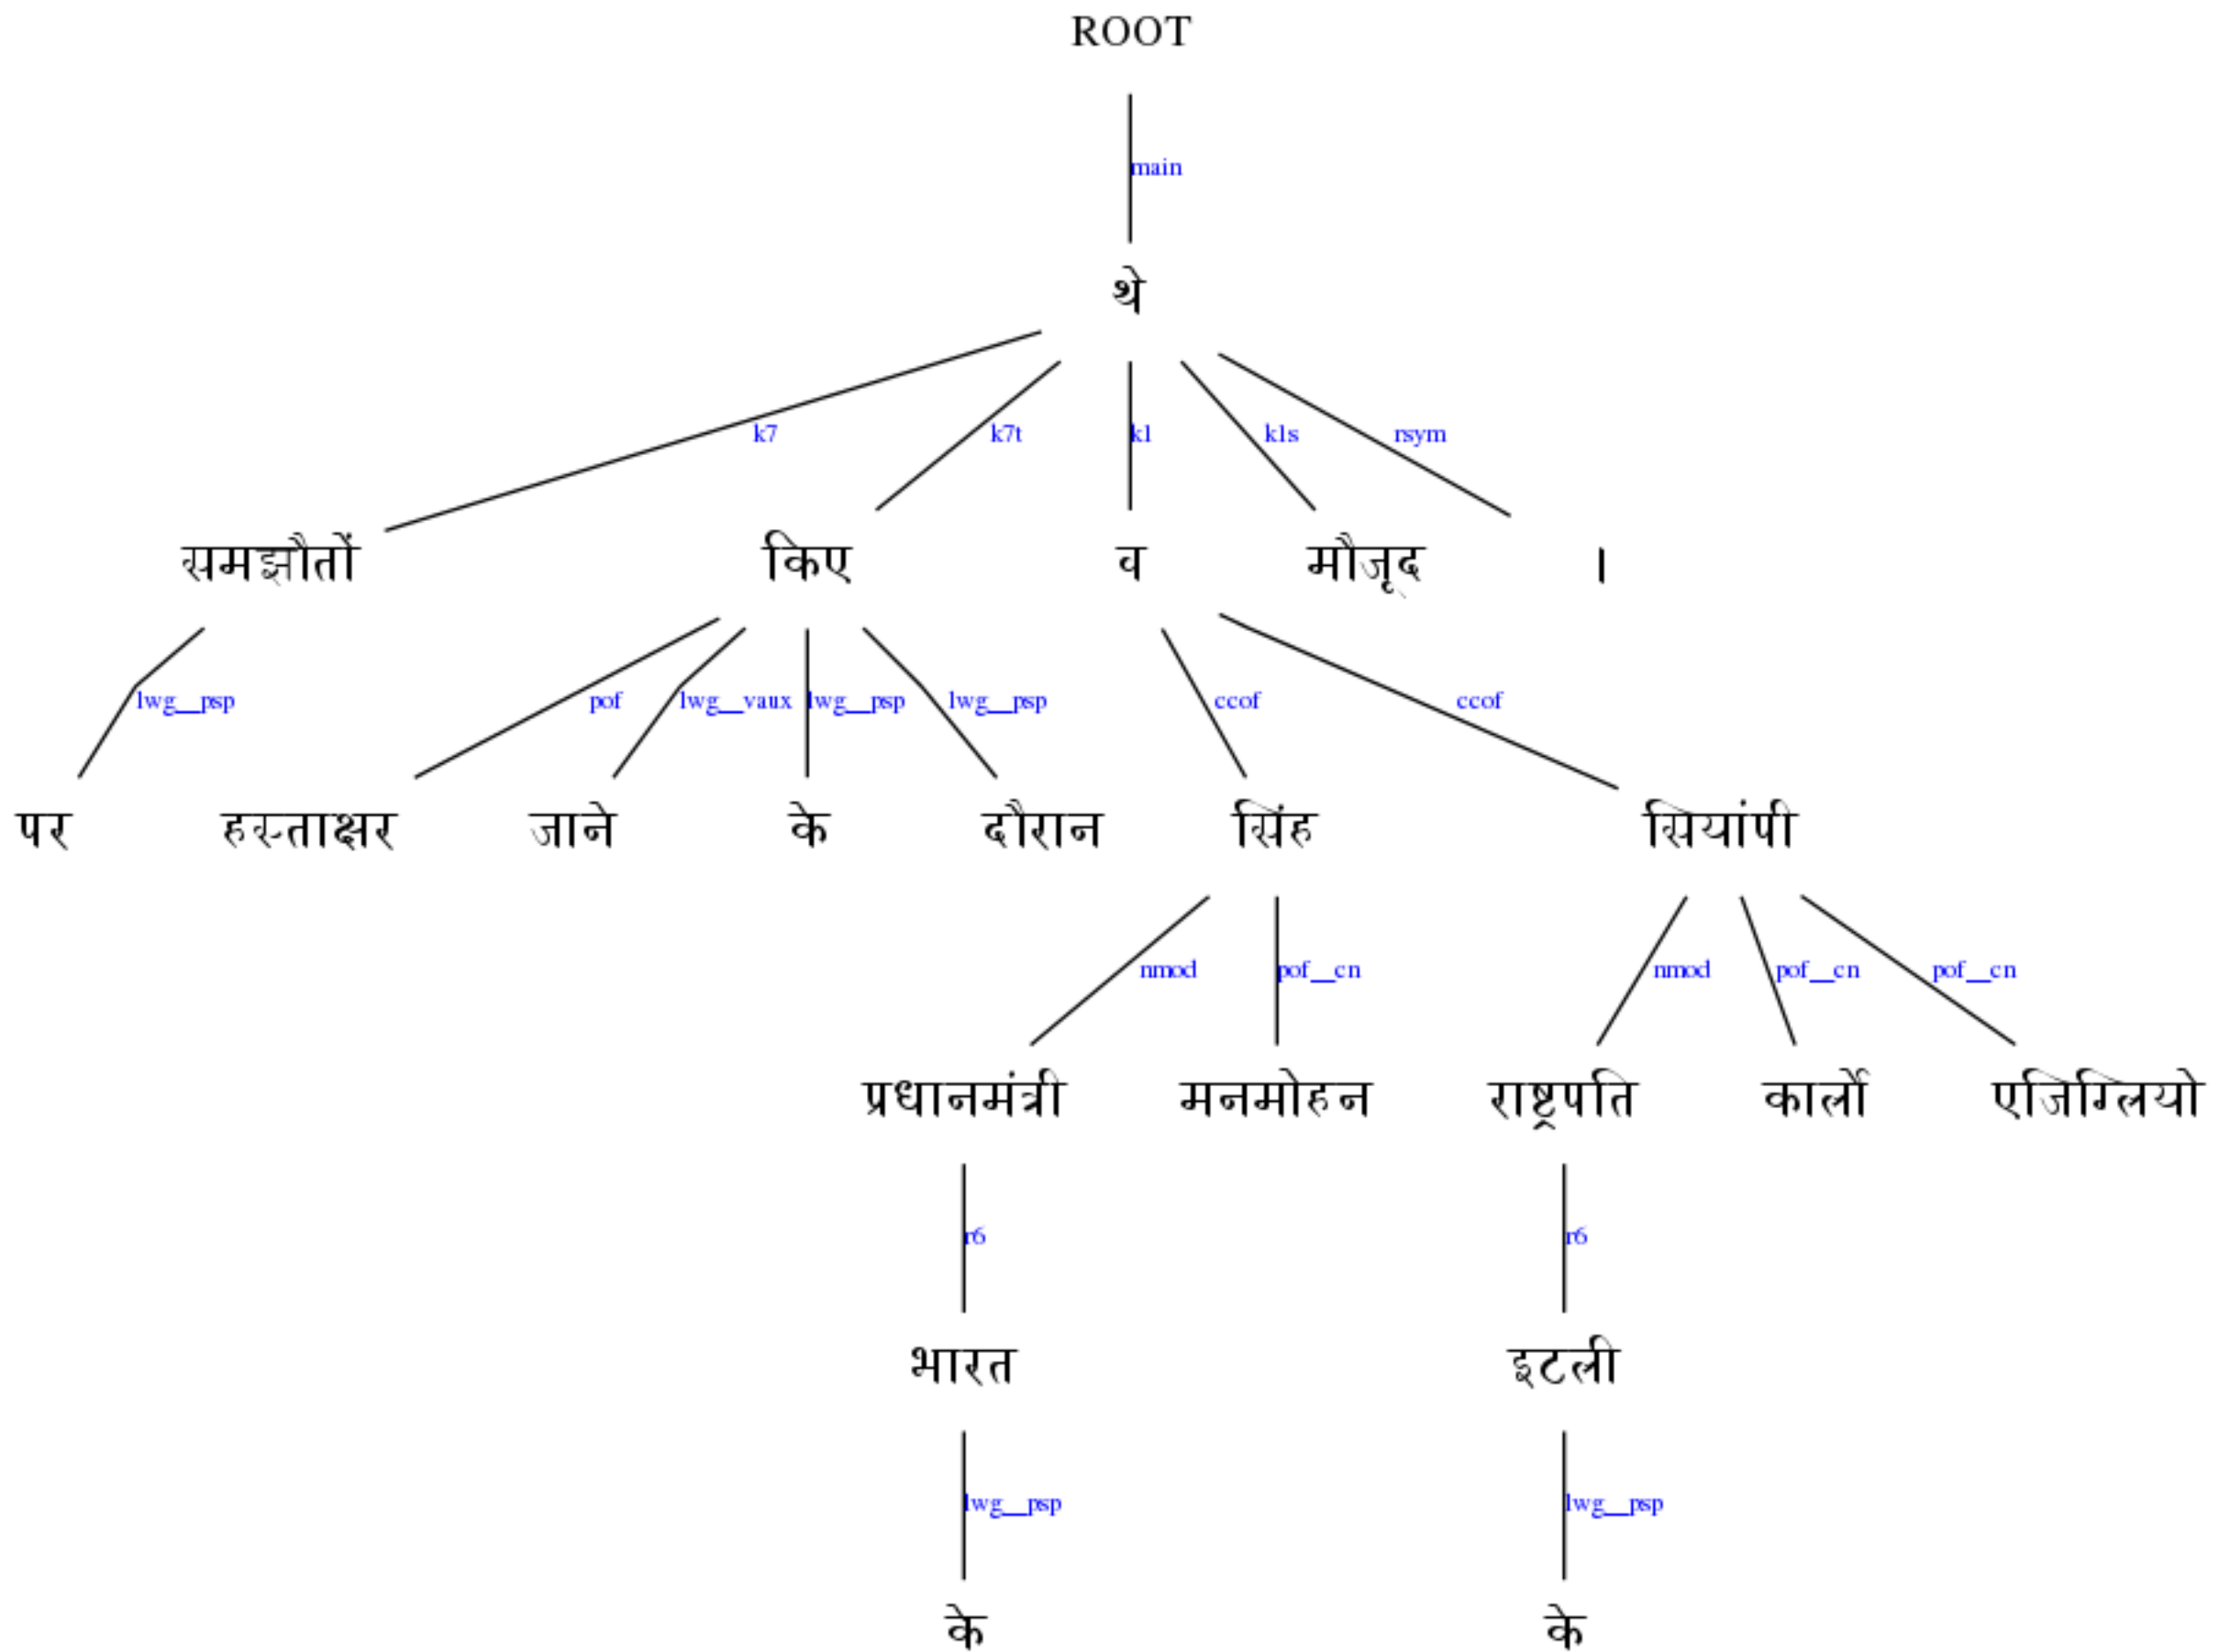 ROOT
main
थे
k7 k7t k1 k1s rsym
समझौतों किए व मौजूद ।
lwg__psp pof lwg__vaux lwg__psp lwg__psp ccof ccof
पर हस्ताक्षर जाने के दौरान सिंह सियांपी
nmod pof__cn nmod pof__cn pof__cn
प्रधानमंत्री मनमोहन राष्ट्रपति कार्लो एजिग्लियो
r6 r6
भारत इटली
lwg__psp lwg__psp
के के